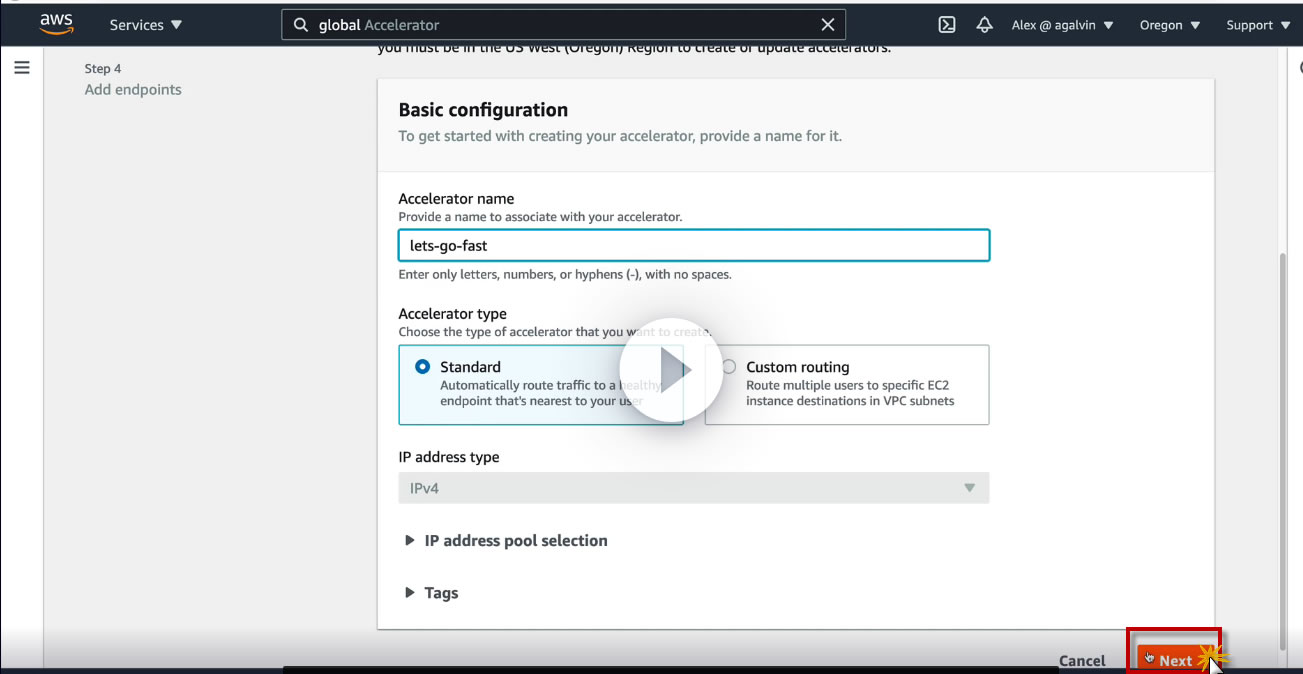 aws
Services
global Accelerator
Alex @ agalvin
Oregon
Support
you must be in the US West (Oregon) Region to create or update accelerators.
Step 4
Add endpoints
Basic configuration
To get started with creating your accelerator, provide a name for it.
Accelerator name
Provide a name to associate with your accelerator.
lets-go-fast
Enter only letters, numbers, or hyphens (-), with no spaces.
Accelerator type
Choose the type of accelerator that you want to create.
Standard
Automatically route traffic to a healthy
endpoint that's nearest to your user
Custom routing
Route multiple users to specific EC2
instance destinations in VPC subnets
IP address type
IPv4
IP address pool selection
Tags
Cancel
Next